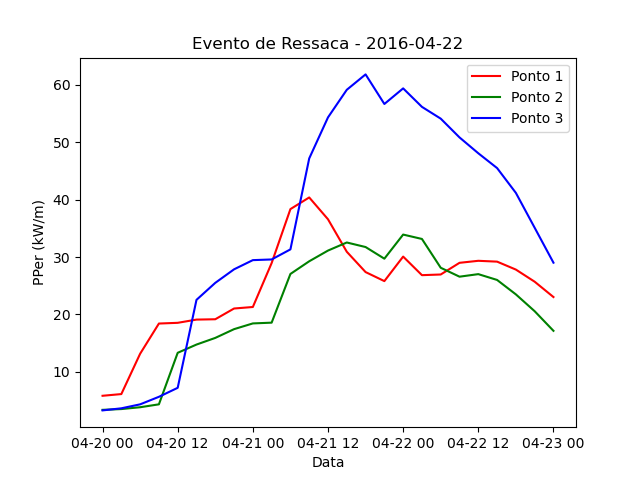 Evento de Ressaca - 2016-04-22
Ponto 1
Ponto 2
Ponto 3
PPer (kW/m)
60
50
40
30
20
10
04-20 00 04-20 12 04-21 00 04-21 12 04-22 00 04-22 12 04-23 00
Data